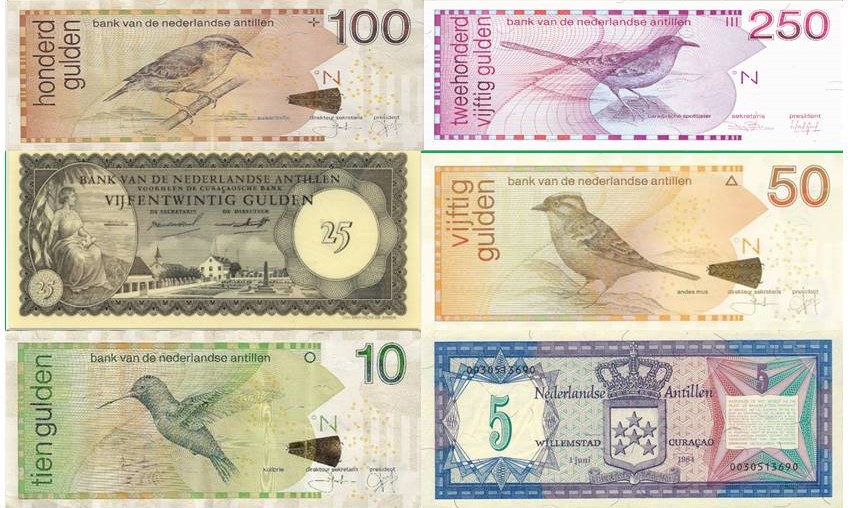 honderd
gulden
bank van de nederlandse antillen
100
direkteur sekretaris
president
tweehonderd
vijftig gulden
bank van de nederlandse antillen
III
250
sekretaris
president
BANK VAN DE NEDERLANDSE ANTILLEN
VOORHEEN DE CURAÇAOSCHE BANK
VIJFENTWINTIG GULDEN
DE SECRETARIS
DE DIRECTEUR
25
25
vijftig
gulden
bank van de nederlandse antillen
50
andes mus
direkteur sekretaris
president
tien gulden
bank van de nederlandse antillen
10
kolibrie
direkteur sekretaris
president
0030513690
5
Nederlandse Antillen
5
WILLEMSTAD CURAÇAO
1 juni 1984
0030513690